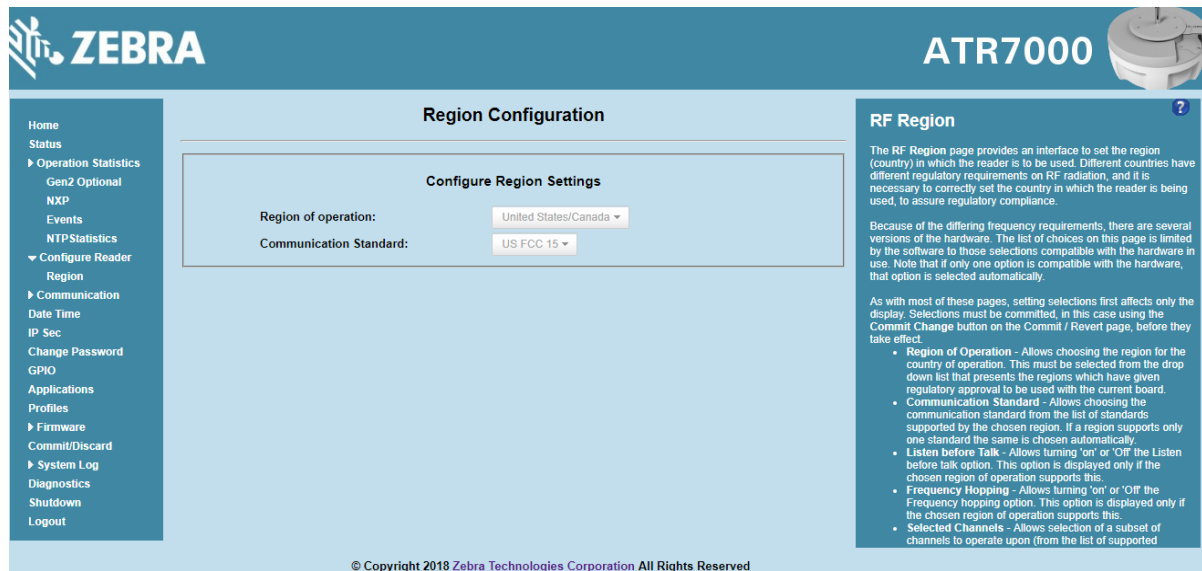 ZEBRA
ATR7000
Home
Status
Operation Statistics
Gen2 Optional
NXP
Events
NTPStatistics
Configure Reader
Region
Communication
Date Time
IP Sec
Change Password
GPIO
Applications
Profiles
Firmware
Commit/Discard
System Log
Diagnostics
Shutdown
Logout
Region Configuration
Configure Region Settings
Region of operation: United States/Canada
Communication Standard: US FCC 15
?
RF Region
The RF Region page provides an interface to set the region
(country) in which the reader is to be used. Different countries have
different regulatory requirements on RF radiation, and it is
necessary to correctly set the country in which the reader is being
used, to assure regulatory compliance.
Because of the differing frequency requirements, there are several
versions of the hardware. The list of choices on this page is limited
by the software to those selections compatible with the hardware in
use. Note that if only one option is compatible with the hardware,
that option is selected automatically.
As with most of these pages, setting selections first affects only the
display. Selections must be committed, in this case using the
Commit Change button on the Commit / Revert page, before they
take effect.
• Region of Operation - Allows choosing the region for the
country of operation. This must be selected from the drop
down list that presents the regions which have given
regulatory approval to be used with the current board.
• Communication Standard - Allows choosing the
communication standard from the list of standards
supported by the chosen region. If a region supports only
one standard the same is chosen automatically.
• Listen before Talk - Allows turning 'on' or 'Off' the Listen
before talk option. This option is displayed only if the
chosen region of operation supports this.
• Frequency Hopping - Allows turning 'on' or 'Off' the
Frequency hopping option. This option is displayed only if
the chosen region of operation supports this.
• Selected Channels - Allows selection of a subset of
channels to operate upon (from the list of supported
© Copyright 2018 Zebra Technologies Corporation All Rights Reserved